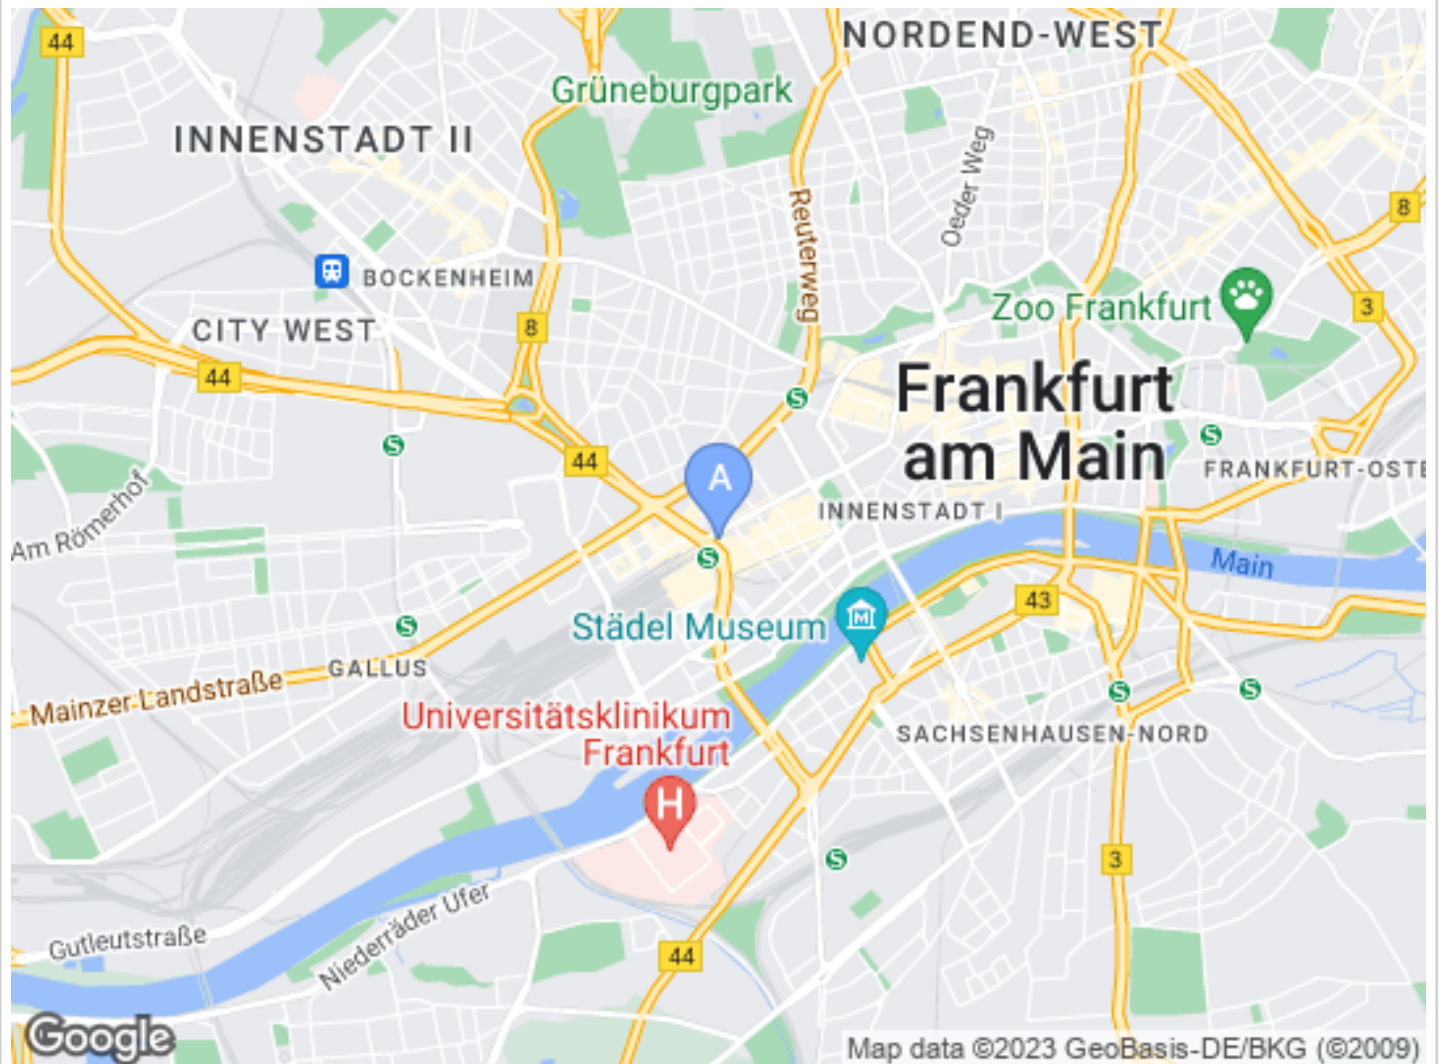 44
NORDEND-WEST
Grüneburgpark
INNENSTADT II
Oeder Weg
8
Reuterweg
BOCKENHEIM
Zoo Frankfurt
3
CITY WEST
8
44
Frankfurt
am Main
S
S
S
44
A
FRANKFURT-OSTE
Am Römerhof
INNENSTADT I
S
Main
43
M
Städel Museum
S
GALLUS
Mainzer Landstraße
S
S
Universitätsklinikum
Frankfurt
SACHSENHAUSEN-NORD
H
S
3
Niederräder Ufer
Gutleutstraße
44
Google
Map data ©2023 GeoBasis-DE/BKG (©2009)